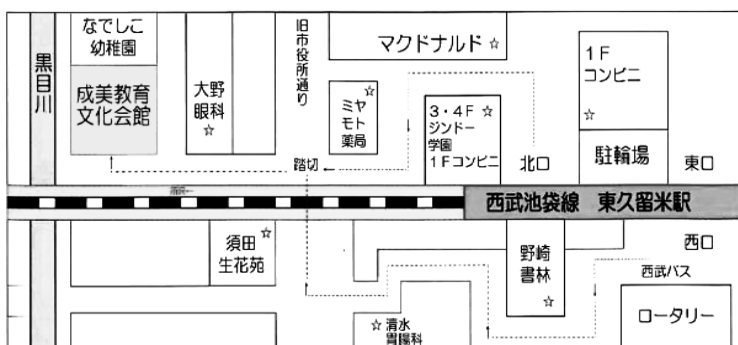 なでしこ
幼稚園
黒目川
成美教育
文化会館
大野
眼科
☆
旧市役所通り
マクドナルド ☆
☆
ミヤ
モト
薬局
3・4F ☆
ジンドー
学園
1Fコンビニ
1F
コンビニ
☆
踏切
北口
駐輪場
東口
西武池袋線 東久留米駅
須田 ☆
生花苑
野崎
書林
☆
西口
西武バス
ロータリー
☆ 清水
胃腸科